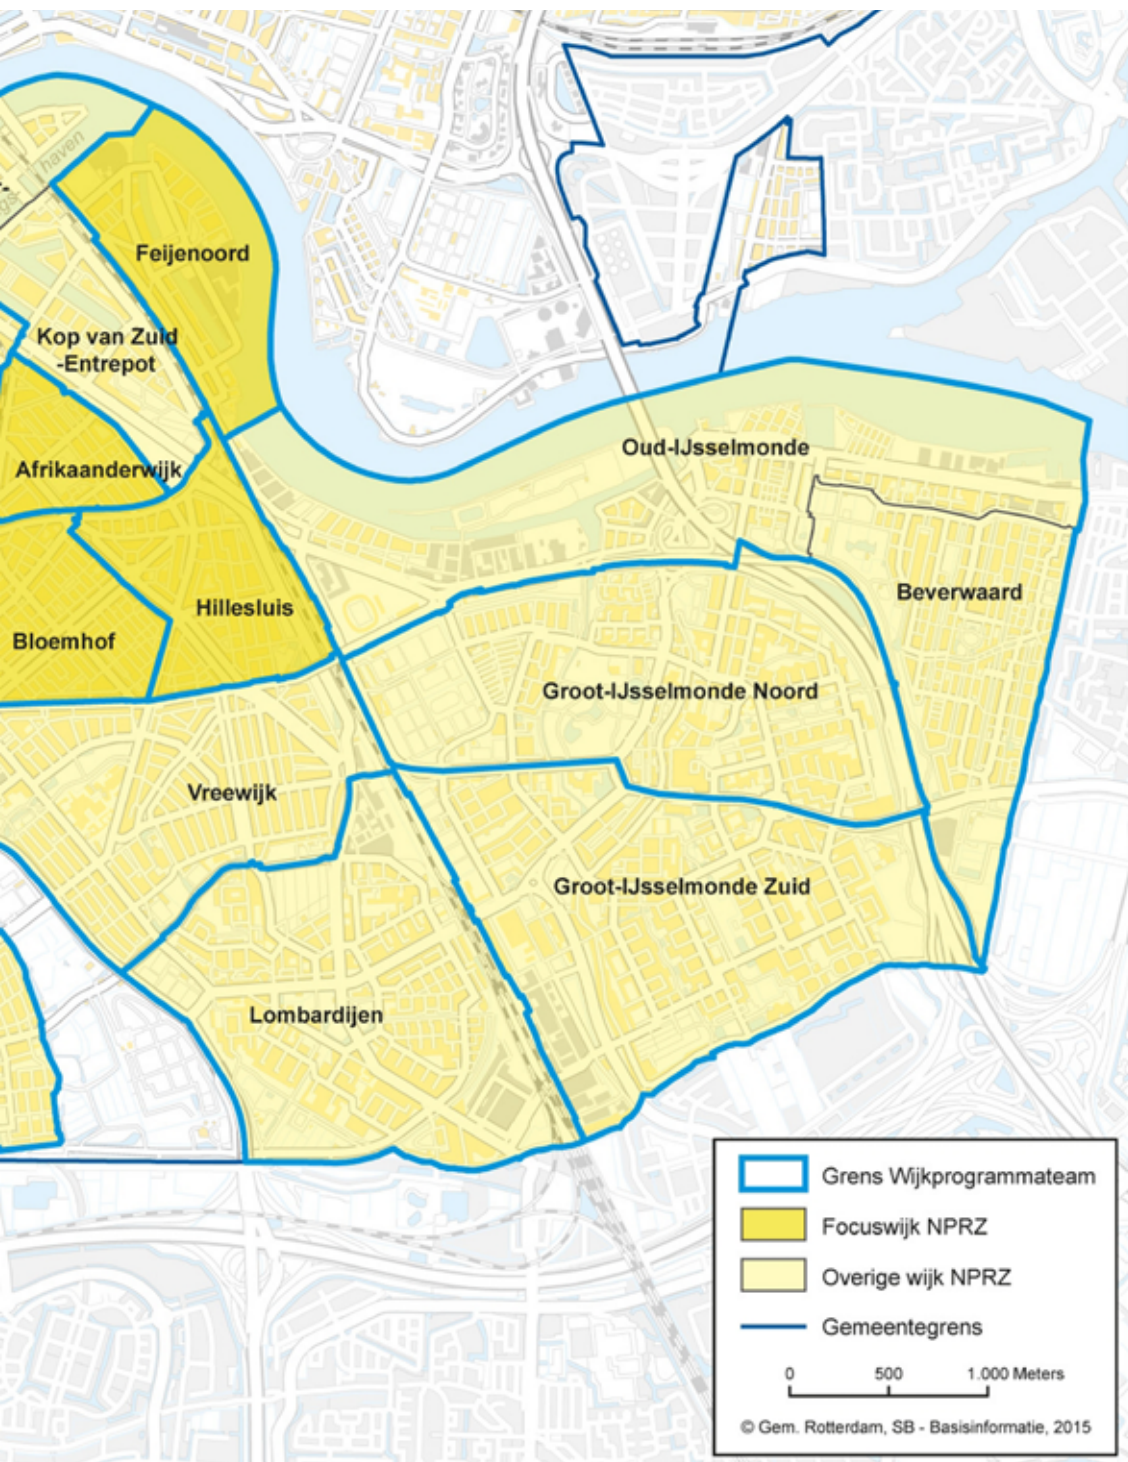 haven
Feijenoord
Kop van Zuid
-Entrepot
Afrikaanderwijk
Oud-IJsselmonde
Beverwaard
Hillesluis
Bloemhof
Groot-IJsselmonde Noord
Vreewijk
Groot-IJsselmonde Zuid
Lombardijen
Grens Wijkprogrammateam
Focuswijk NPRZ
Overige wijk NPRZ
Gemeentegrens
0 500 1.000 Meters
© Gem. Rotterdam, SB - Basisinformatie, 2015